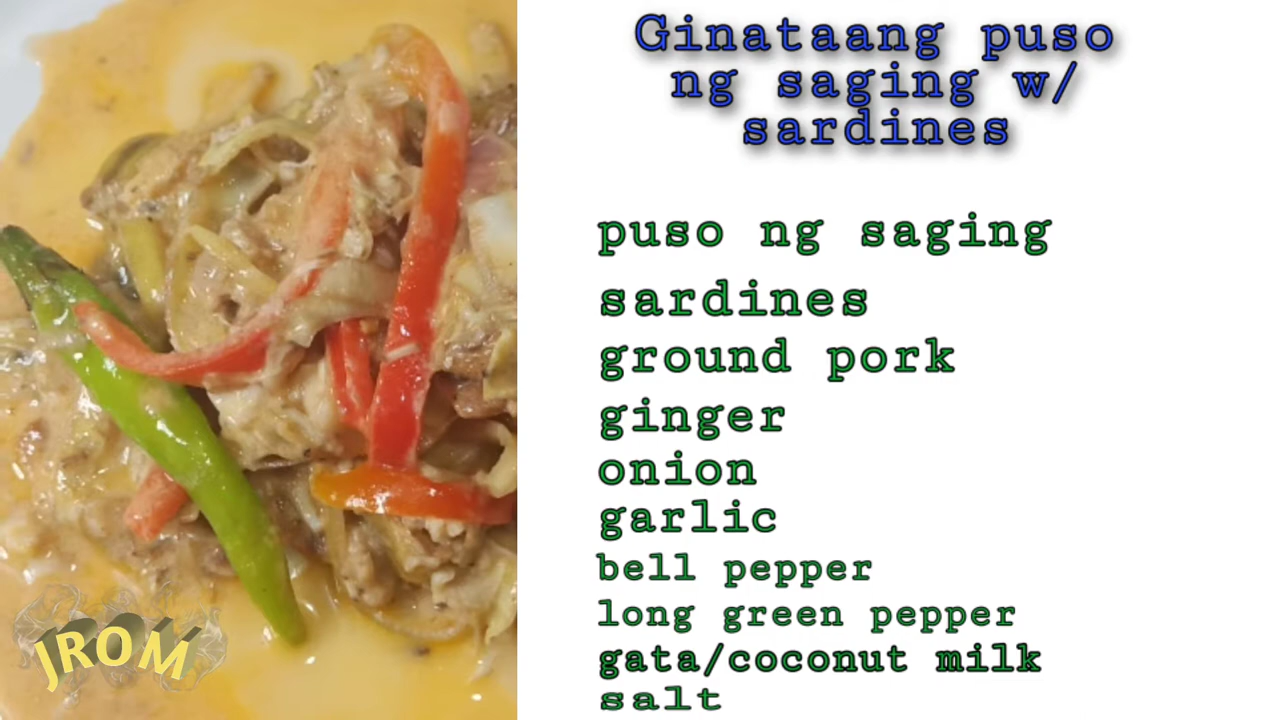 Ginataang puso
ng saging w/
sardines
puso ng saging
sardines
ground pork
ginger
onion
garlic
bell pepper
long green pepper
gata/coconut milk
salt
JROM